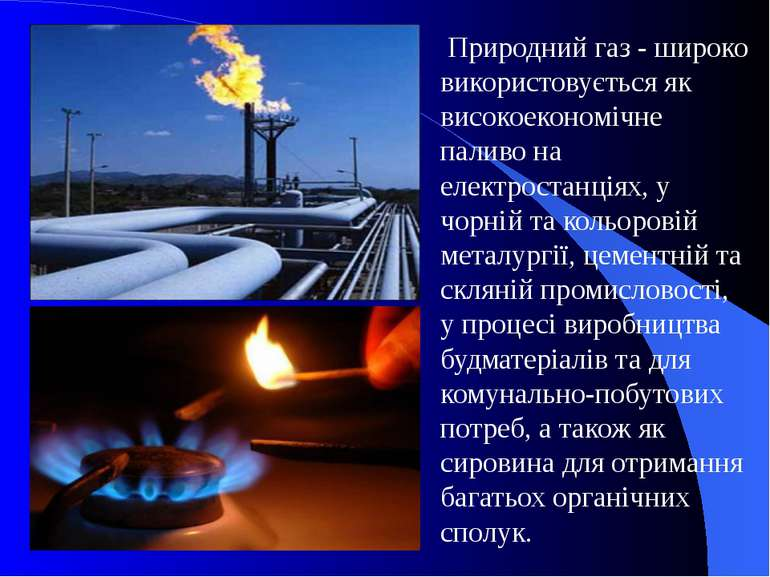 Природний газ - широко
використовується як
високоекономічне
паливо на
електростанціях, у
чорній та кольоровій
металургії, цементній та
скляній промисловості,
у процесі виробництва
будматеріалів та для
комунально-побутових
потреб, а також як
сировина для отримання
багатьох органічних
сполук.